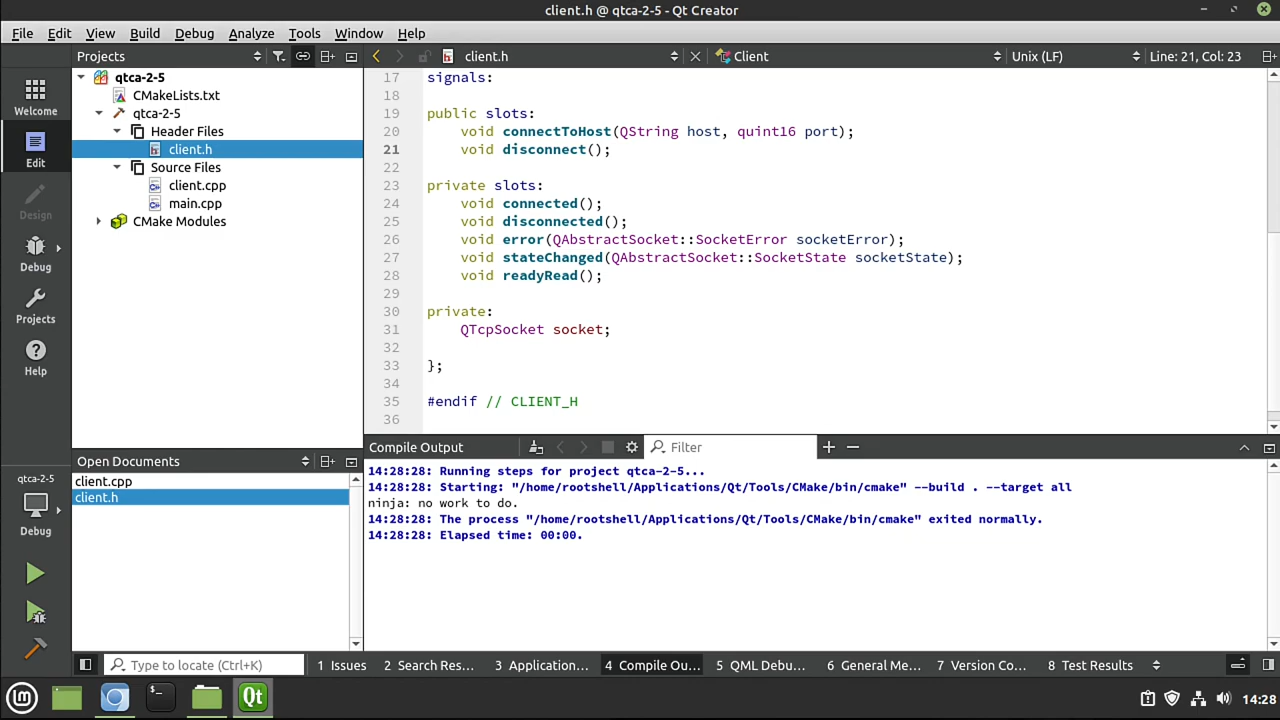 client.h @ qtca-2-5 - Qt Creator
File Edit View Build Debug Analyze Tools Window Help
Projects
client.h
Client
Unix (LF)
Line: 21, Col: 23
Welcome
Edit
Design
Debug
Projects
Help
qtca-2-5
Debug
qtca-2-5
CMakeLists.txt
qtca-2-5
Header Files
client.h
Source Files
client.cpp
main.cpp
CMake Modules
Open Documents
client.cpp
client.h
17 signals:
18
19 public slots:
20 void connectToHost(QString host, quint16 port);
21 void disconnect();
22
23 private slots:
24 void connected();
25 void disconnected();
26 void error(QAbstractSocket::SocketError socketError);
27 void stateChanged(QAbstractSocket::SocketState socketState);
28 void readyRead();
29
30 private:
31 QTcpSocket socket;
32
33 };
34
35 #endif // CLIENT_H
36
Compile Output
Filter
14:28:28: Running steps for project qtca-2-5...
14:28:28: Starting: "/home/rootshell/Applications/Qt/Tools/CMake/bin/cmake" --build . --target all
ninja: no work to do.
14:28:28: The process "/home/rootshell/Applications/Qt/Tools/CMake/bin/cmake" exited normally.
14:28:28: Elapsed time: 00:00.
Type to locate (Ctrl+K)
1 Issues
2 Search Res...
3 Application...
4 Compile Ou...
5 QML Debu...
6 General Me...
7 Version Co...
8 Test Results
Qt
14:28